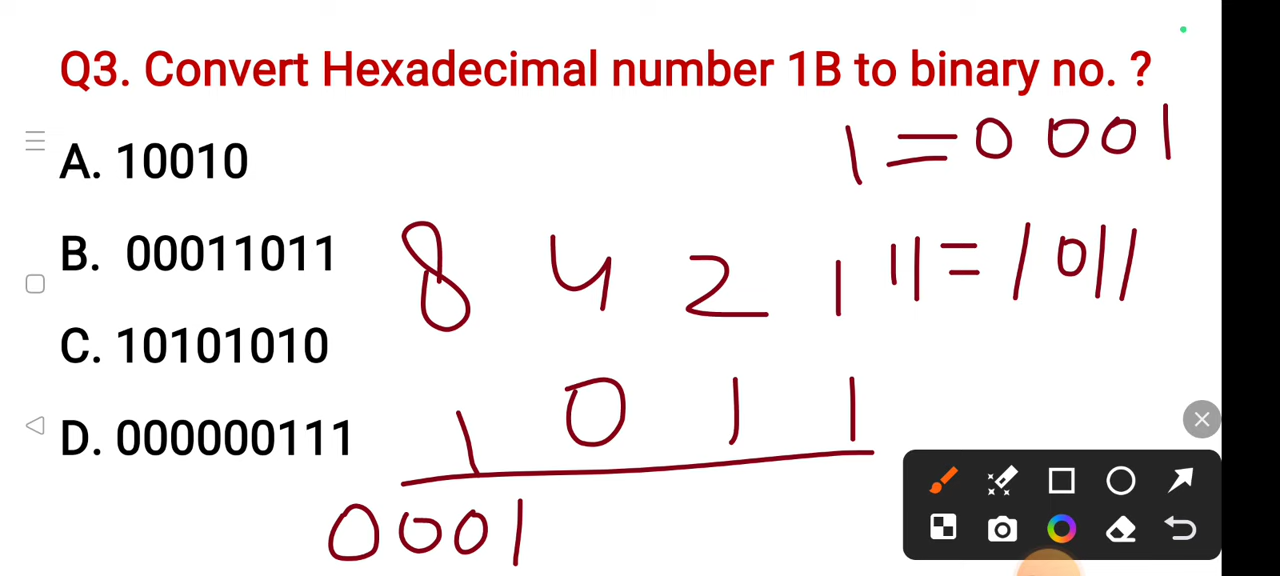 Q3. Convert Hexadecimal number 1B to binary no. ?
1 = 0001
A. 10010
B. 00011011
8 4 2 1
11 = 1011
C. 10101010
1 0 1 1
D. 000000111
0001